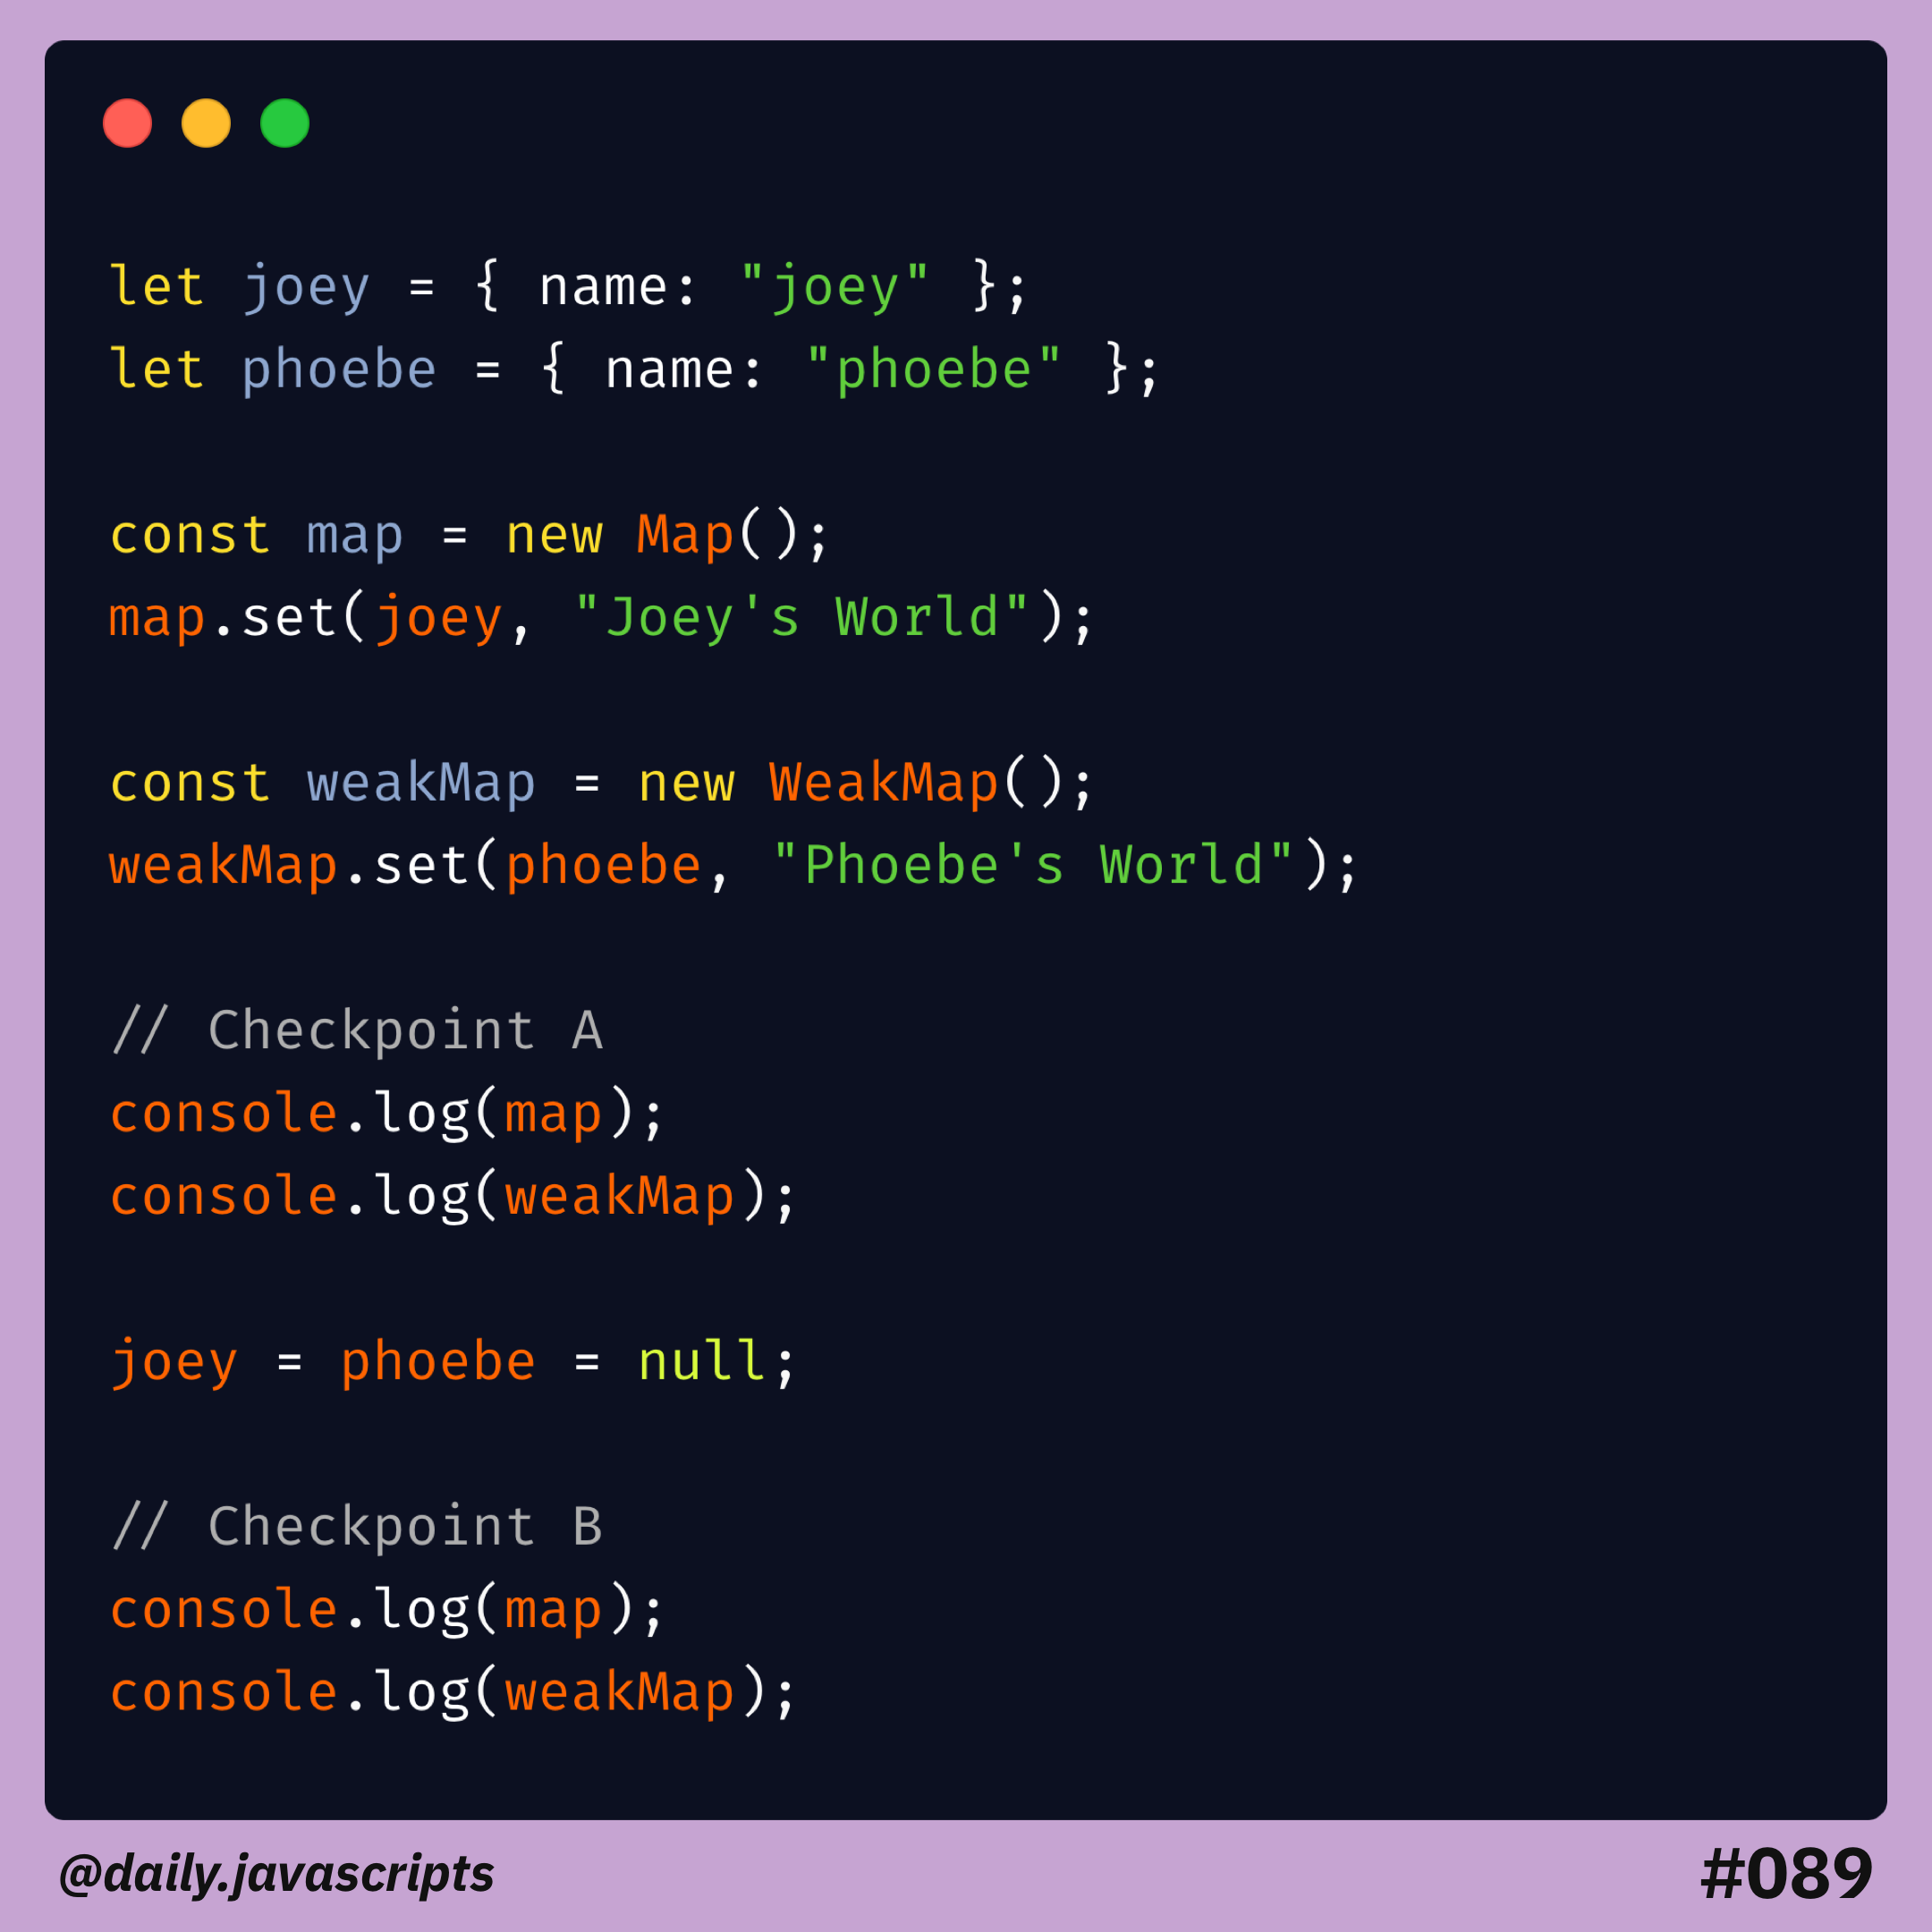 let joey = { name: "joey" };
let phoebe = { name: "phoebe" };
const map = new Map();
map.set(joey, "Joey's World");
const weakMap = new WeakMap();
weakMap.set(phoebe, "Phoebe's World");
// Checkpoint A
console.log(map);
console.log(weakMap);
joey = phoebe = null;
// Checkpoint B
console.log(map);
console.log(weakMap);
@daily.javascripts
#089